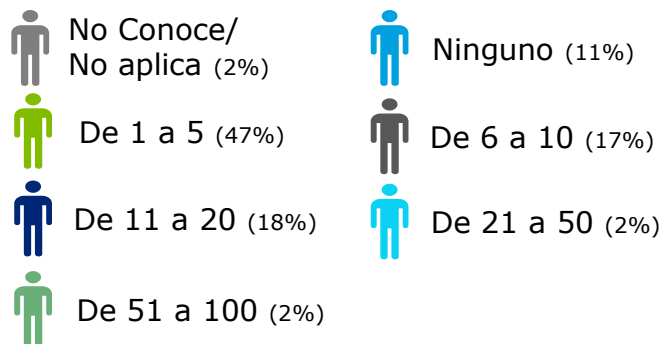 No Conoce/
No aplica (2%)
Ninguno (11%)
De 1 a 5 (47%)
De 6 a 10 (17%)
De 11 a 20 (18%)
De 21 a 50 (2%)
De 51 a 100 (2%)